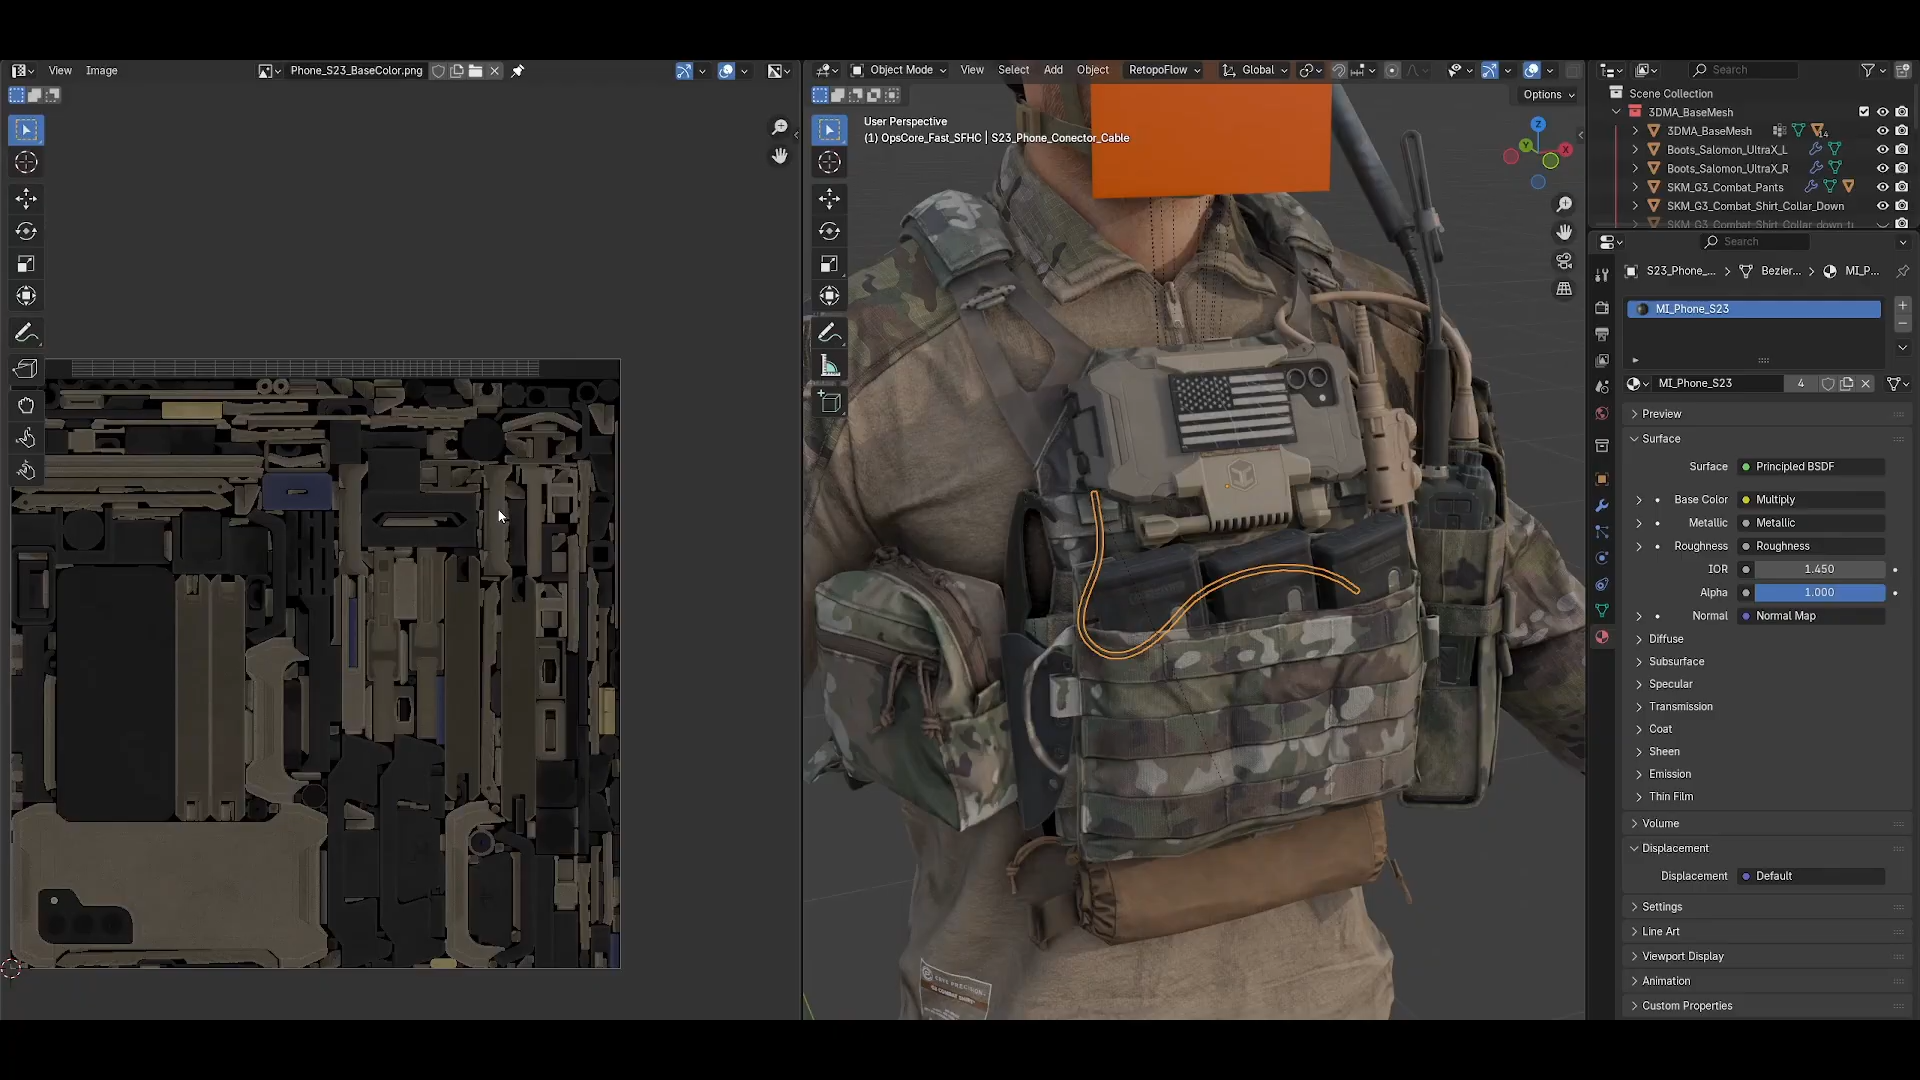 View Image Phone_S23_BaseColor.png
Object Mode View Select Add Object RetopoFlow Global
Options
User Perspective
(1) OpsCore_Fast_SFHC | S23_Phone_Conector_Cable
Z
Y
X
Search
Scene Collection
3DMA_BaseMesh
3DMA_BaseMesh 14
Boots_Salomon_UltraX_L
Boots_Salomon_UltraX_R
SKM_G3_Combat_Pants
SKM_G3_Combat_Shirt_Collar_Down
Search
S23_Phone_... > Bezier... > MI_P...
MI_Phone_S23
MI_Phone_S23 4
Preview
Surface
Surface Principled BSDF
Base Color Multiply
Metallic Metallic
Roughness Roughness
IOR 1.450
Alpha 1.000
Normal Normal Map
Diffuse
Subsurface
Specular
Transmission
Coat
Sheen
Emission
Thin Film
Volume
Displacement
Displacement Default
Settings
Line Art
Viewport Display
Animation
Custom Properties